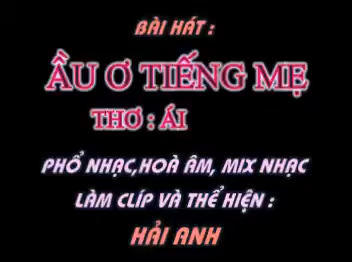 BÀI HÁT :
ẦU Ơ TIẾNG MẸ
THƠ : ÁI
PHỔ NHẠC,HOÀ ÂM, MIX NHẠC
LÀM CLÍP VÀ THỂ HIỆN :
HẢI ANH